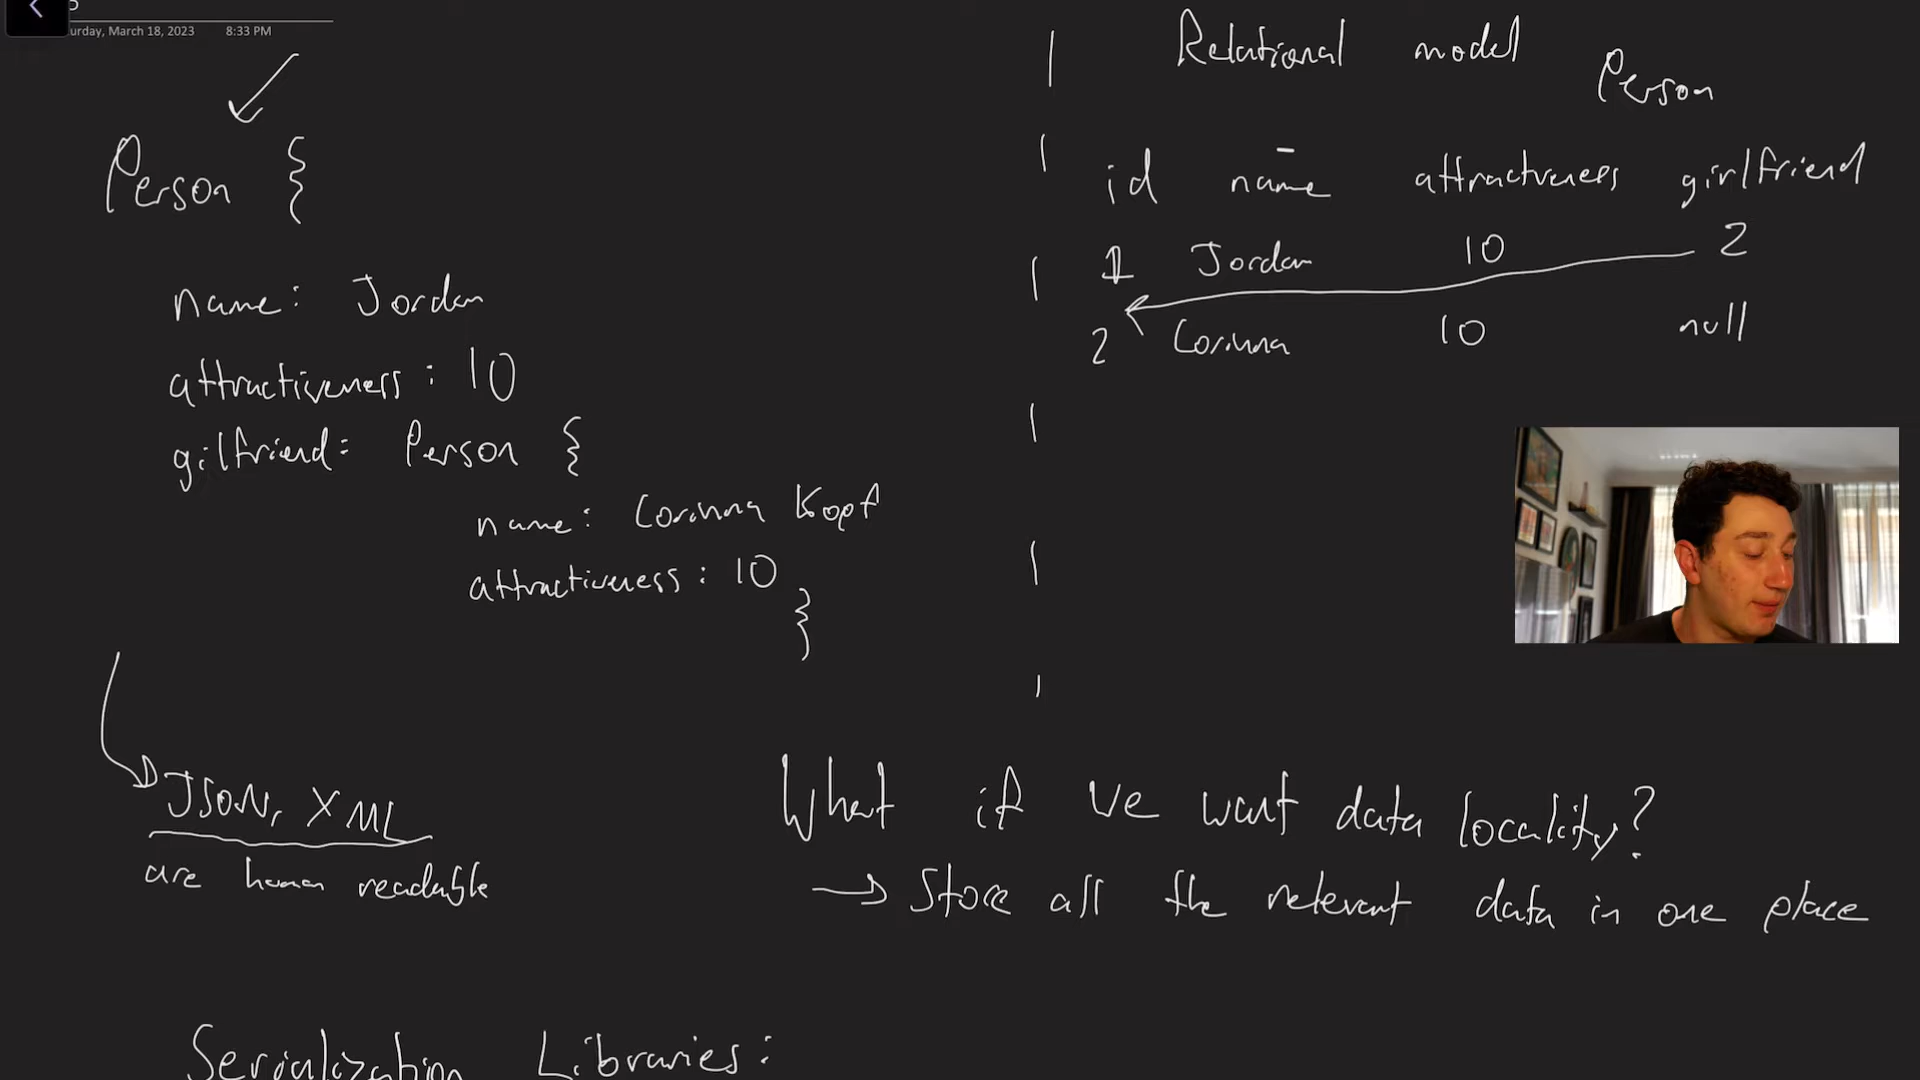 urday, March 18, 2023 8:33 PM
Person {
name: Jordan
attractiveness: 10
gilfriend: Person {
name: Corinna Kopf
attractiveness: 10
}
JSON, XML
are human readable
Relational model
Person
id name attractveness girlfriend
1 Jordan 10 2
2 Corinna 10 null
What if we want data locality?
→ Store all the relevant data in one place
Serialization Libraries: